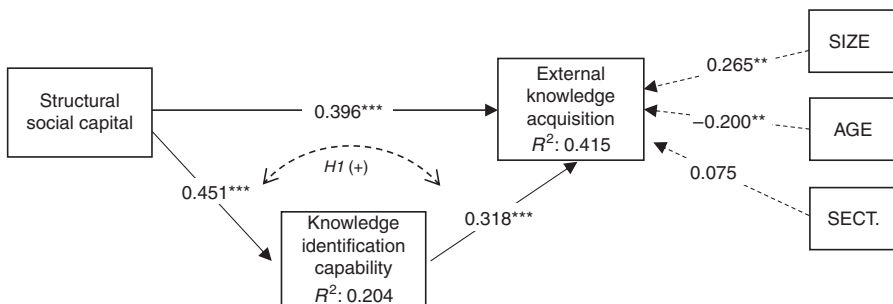 Structural
social capital
0.396***
0.451***
H1 (+)
Knowledge
identification
capability
R²: 0.204
0.318***
External
knowledge
acquisition
R²: 0.415
0.265**
−0.200**
0.075
SIZE
AGE
SECT.